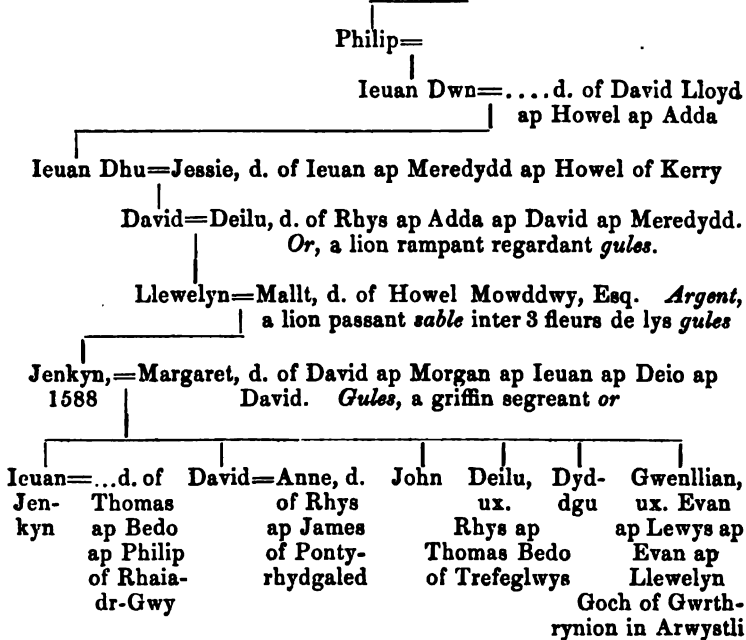 Philip=
Ieuan Dwn=....d. of David Lloyd
ap Howel ap Adda
Ieuan Dhu=Jessie, d. of Ieuan ap Meredydd ap Howel of Kerry
David=Deilu, d. of Rhys ap Adda ap David ap Meredydd.
Or, a lion rampant regardant gules.
Llewelyn=Mallt, d. of Howel Mowddwy, Esq. Argent,
a lion passant sable inter 3 fleurs de lys gules
Jenkyn,=Margaret, d. of David ap Morgan ap Ieuan ap Deio ap
1588 David. Gules, a griffin segreant or
Ieuan=...d. of
Jen-
kyn
Thomas
ap Bedo
ap Philip
of Rhaia-
dr-Gwy
David=Anne, d.
of Rhys
ap James
of Ponty-
rhydgaled
John
Deilu,
ux.
Rhys ap
Thomas Bedo
of Trefeglwys
Dyd-
dgu
Gwenllian,
ux. Evan
ap Lewys ap
Evan ap
Llewelyn
Goch of Gwrth-
rynion in Arwystli